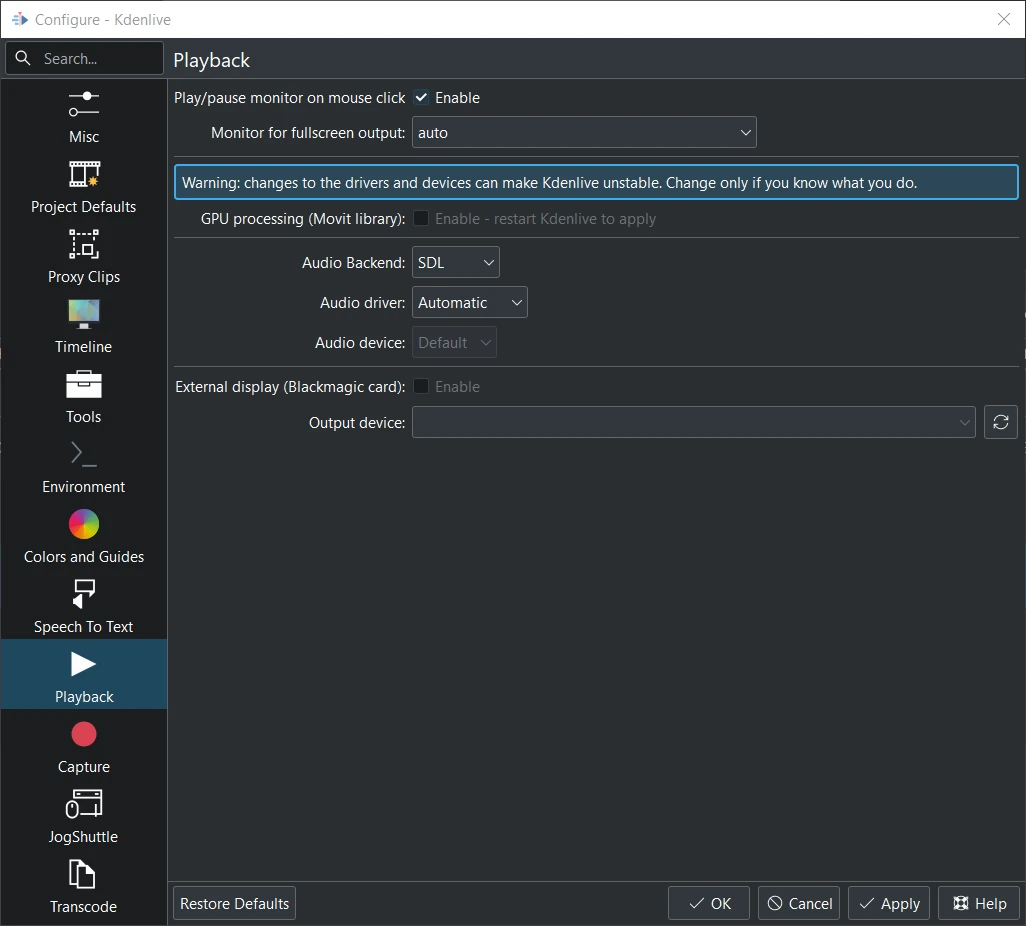 Configure - Kdenlive
Search...
Playback
Misc
Project Defaults
Proxy Clips
Timeline
Tools
Environment
Colors and Guides
Speech To Text
Playback
Capture
JogShuttle
Transcode
Play/pause monitor on mouse click Enable
Monitor for fullscreen output: auto
Warning: changes to the drivers and devices can make Kdenlive unstable. Change only if you know what you do.
GPU processing (Movit library): Enable - restart Kdenlive to apply
Audio Backend: SDL
Audio driver: Automatic
Audio device: Default
External display (Blackmagic card): Enable
Output device:
Restore Defaults OK Cancel Apply Help